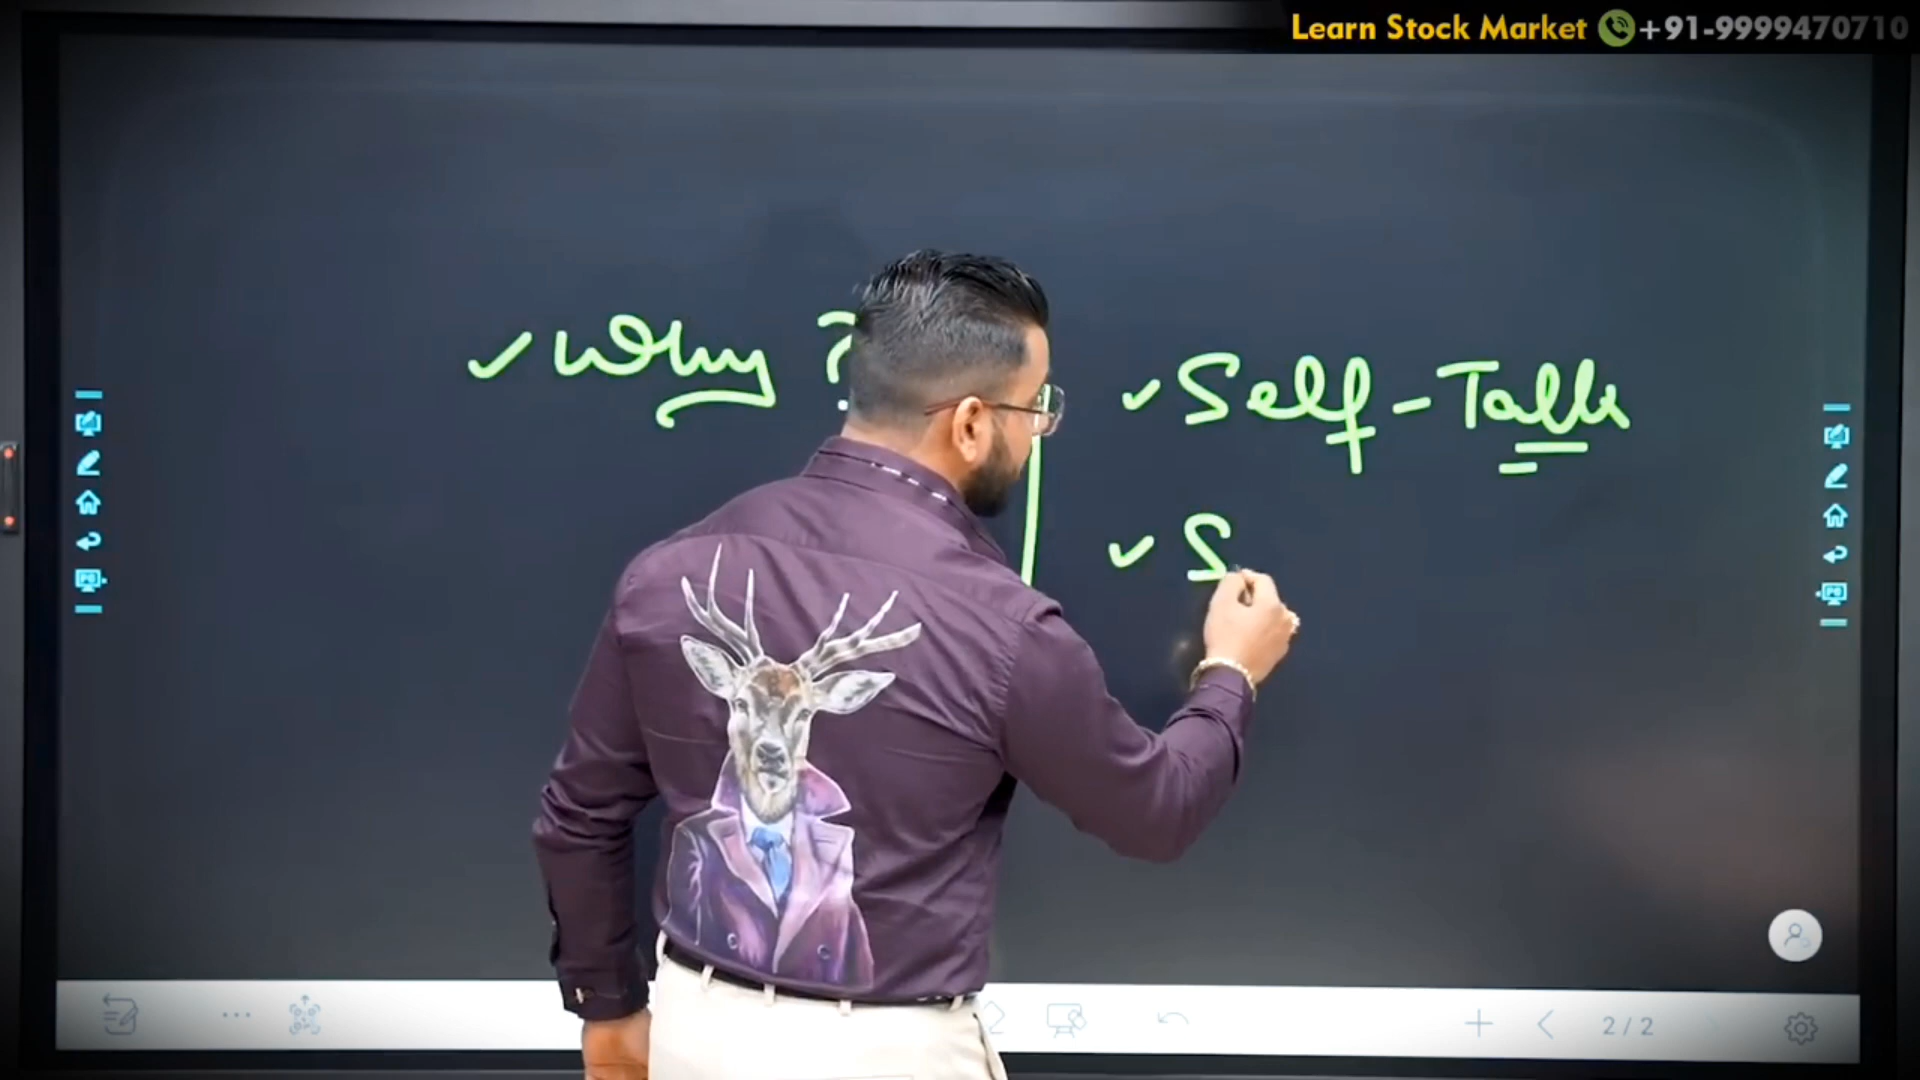 Learn Stock Market +91-9999470710
✓ Why ?
✓ Self-Talk
✓ S
2/2